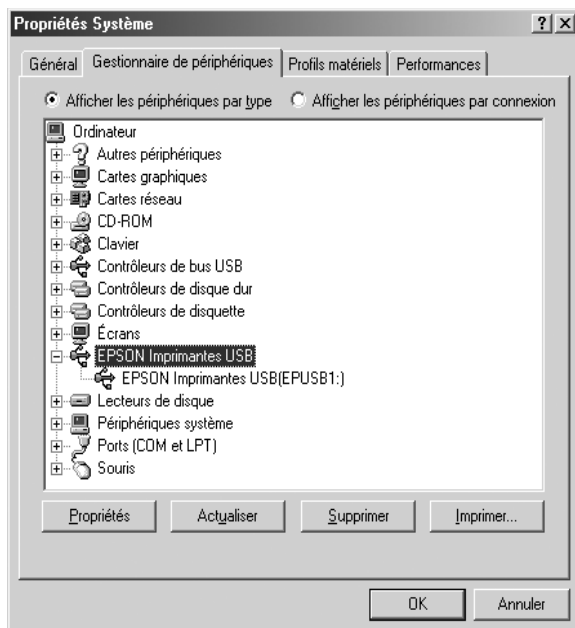 Propriétés Système
Général Gestionnaire de périphériques Profils matériels Performances
Afficher les périphériques par type Afficher les périphériques par connexion
Ordinateur
Autres périphériques
Cartes graphiques
Cartes réseau
CD-ROM
Clavier
Contrôleurs de bus USB
Contrôleurs de disque dur
Contrôleurs de disquette
Écrans
EPSON Imprimantes USB
EPSON Imprimantes USB(EPUSB1:)
Lecteurs de disque
Périphériques système
Ports (COM et LPT)
Souris
Propriétés Actualiser Supprimer Imprimer...
OK Annuler